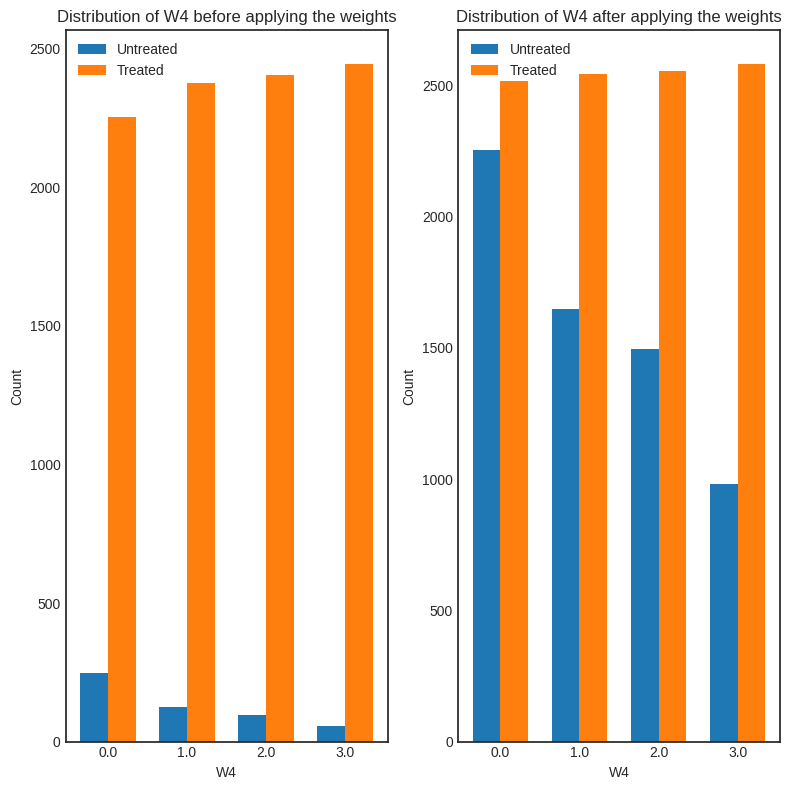 Distribution of W4 before applying the weights
Untreated
Treated
2500
2000
1500
1000
500
0
Count
0.0 1.0 2.0 3.0
W4
Distribution of W4 after applying the weights
Untreated
Treated
2500
2000
1500
1000
500
0
Count
0.0 1.0 2.0 3.0
W4